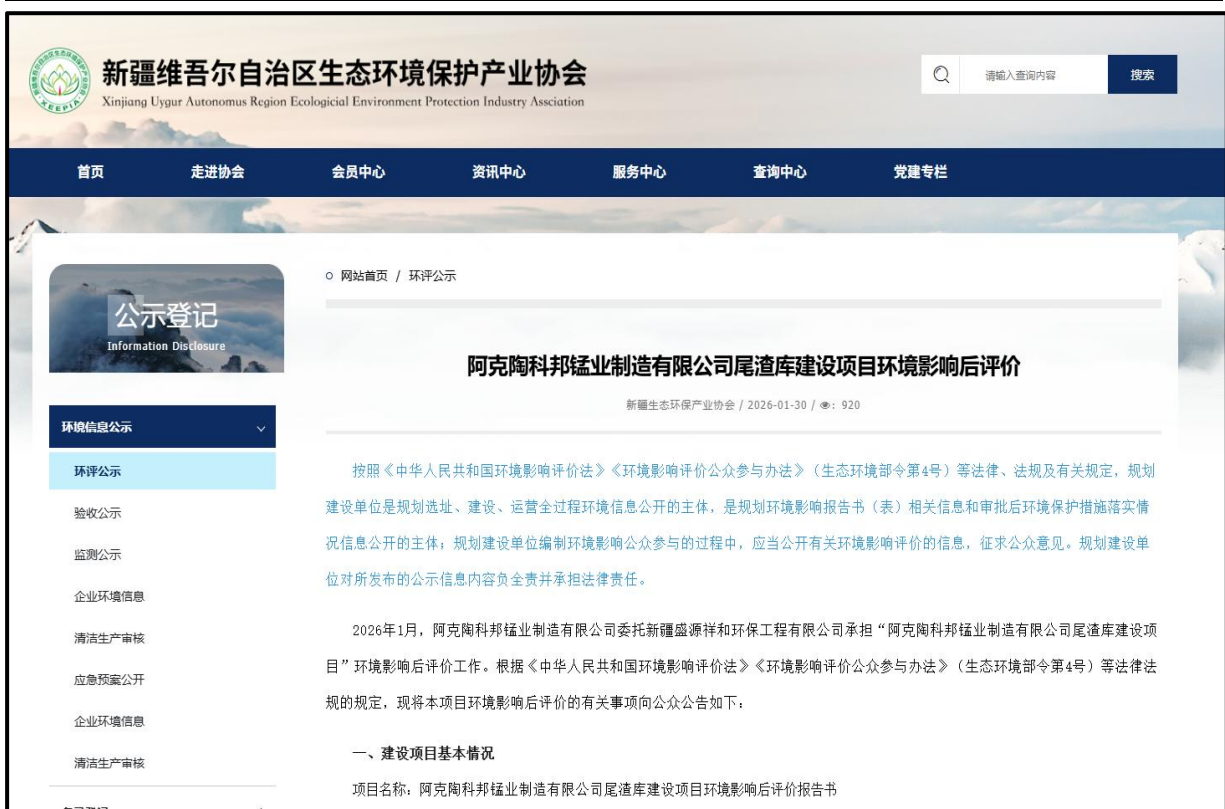 新疆维吾尔自治区生态环境保护产业协会
Xinjiang Uygur Autonomus Region Ecologicial Environment Protection Industry Assciation
XEEPIA
请输入查询内容
搜索
首页 走进协会 会员中心 资讯中心 服务中心 查询中心 党建专栏
公示登记
Information Disclosure
环境信息公示
环评公示
验收公示
监测公示
企业环境信息
清洁生产审核
应急预案公开
企业环境信息
清洁生产审核
网站首页 / 环评公示
阿克陶科邦锰业制造有限公司尾渣库建设项目环境影响后评价
新疆生态环保产业协会 / 2026-01-30 / : 920
按照《中华人民共和国环境影响评价法》《环境影响评价公众参与办法》（生态环境部令第4号）等法律、法规及有关规定，规划
建设单位是规划选址、建设、运营全过程环境信息公开的主体，是规划环境影响报告书（表）相关信息和审批后环境保护措施落实情
况信息公开的主体；规划建设单位编制环境影响公众参与的过程中，应当公开有关环境影响评价的信息，征求公众意见。规划建设单
位对所发布的公示信息内容负全责并承担法律责任。
2026年1月，阿克陶科邦锰业制造有限公司委托新疆盛源祥和环保工程有限公司承担“阿克陶科邦锰业制造有限公司尾渣库建设项
目”环境影响后评价工作。根据《中华人民共和国环境影响评价法》《环境影响评价公众参与办法》（生态环境部令第4号）等法律法
规的规定，现将本项目环境影响后评价的有关事项向公众公告如下：
一、建设项目基本情况
项目名称：阿克陶科邦锰业制造有限公司尾渣库建设项目环境影响后评价报告书